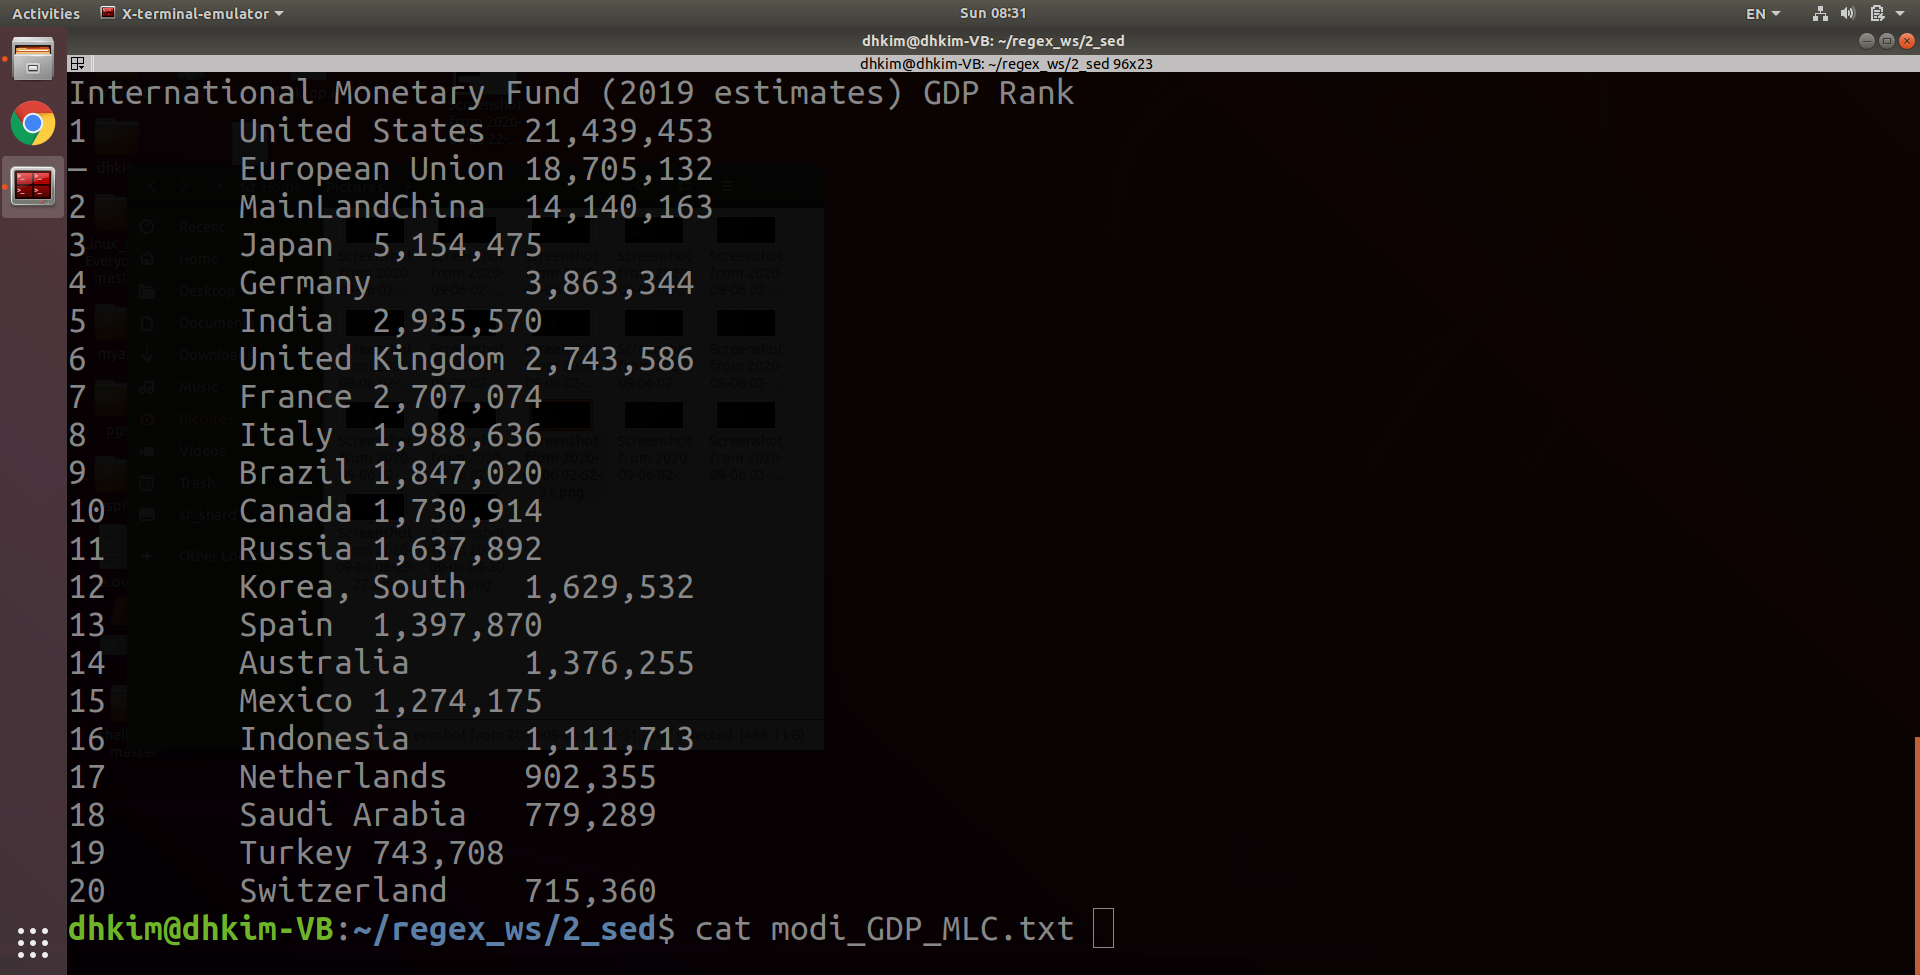 Activities X-terminal-emulator Sun 08:31 EN
dhkim@dhkim-VB: ~/regex_ws/2_sed
dhkim@dhkim-VB: ~/regex_ws/2_sed 96x23
International Monetary Fund (2019 estimates) GDP Rank
1 United States 21,439,453
— European Union 18,705,132
2 MainLandChina 14,140,163
3 Japan 5,154,475
4 Germany 3,863,344
5 India 2,935,570
6 United Kingdom 2,743,586
7 France 2,707,074
8 Italy 1,988,636
9 Brazil 1,847,020
10 Canada 1,730,914
11 Russia 1,637,892
12 Korea, South 1,629,532
13 Spain 1,397,870
14 Australia 1,376,255
15 Mexico 1,274,175
16 Indonesia 1,111,713
17 Netherlands 902,355
18 Saudi Arabia 779,289
19 Turkey 743,708
20 Switzerland 715,360
dhkim@dhkim-VB:~/regex_ws/2_sed$ cat modi_GDP_MLC.txt